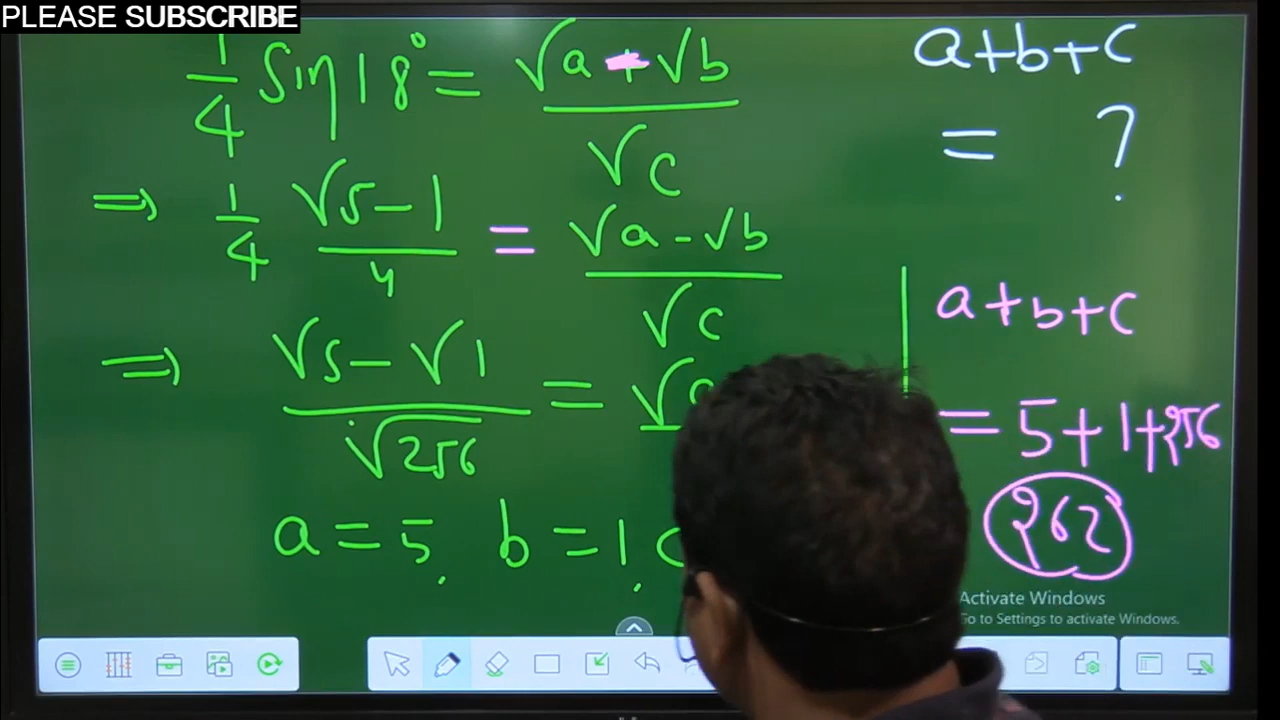 PLEASE SUBSCRIBE
1/4 Sin 18° = (√a - √b)/√c
a+b+c
= ?
⇒ 1/4 (√5 - 1)/4 = (√a - √b)/√c
⇒ (√5 - √1)/√256 = √a
a = 5, b = 1, c
a+b+c
= 5+1+256
262
Activate Windows
Go to Settings to activate Windows.